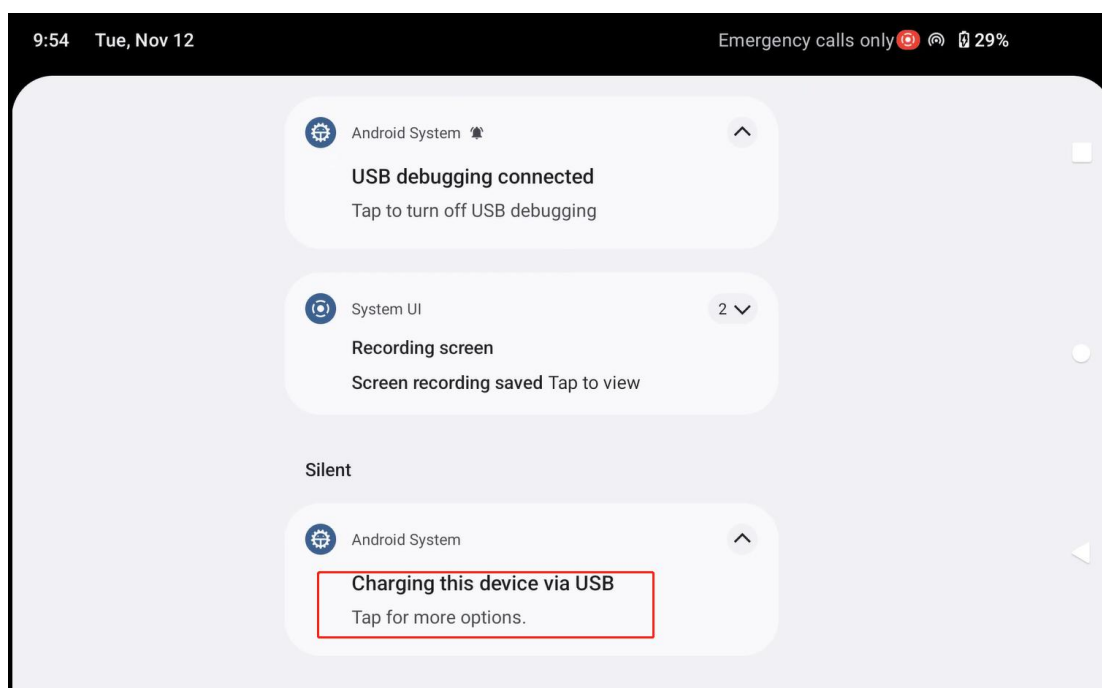 9:54 Tue, Nov 12 Emergency calls only 29%
Android System
USB debugging connected
Tap to turn off USB debugging
System UI 2
Recording screen
Screen recording saved Tap to view
Silent
Android System
Charging this device via USB
Tap for more options.